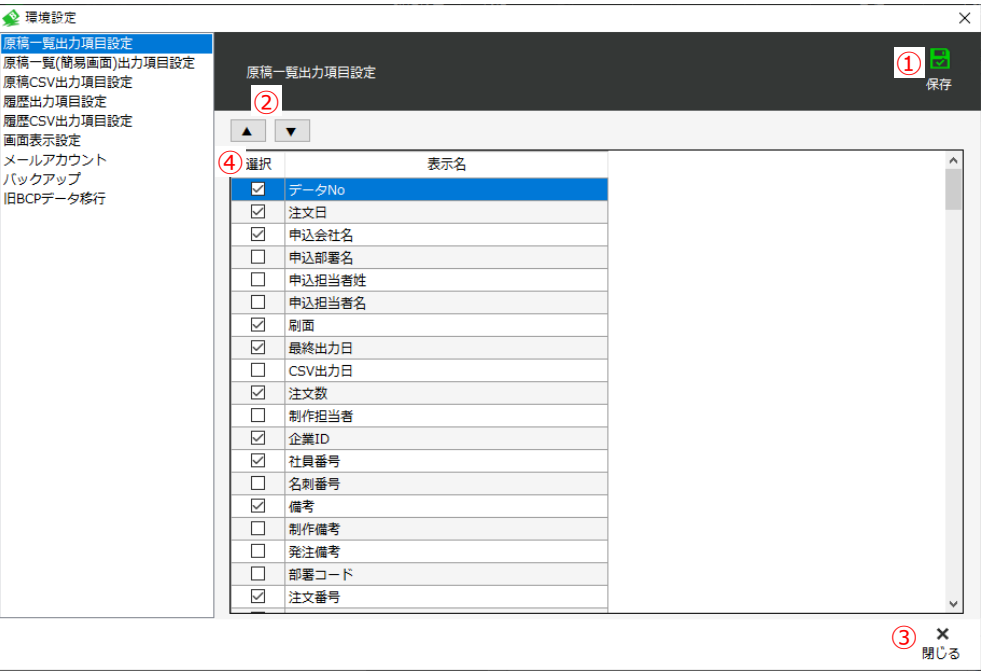 環境設定
原稿一覧出力項目設定
原稿一覧(簡易画面)出力項目設定
原稿CSV出力項目設定
履歴出力項目設定
履歴CSV出力項目設定
画面表示設定
メールアカウント
バックアップ
旧BCPデータ移行
原稿一覧出力項目設定
①
保存
②
▲ ▼
④ 選択 表示名
データNo
注文日
申込会社名
申込部署名
申込担当者姓
申込担当者名
刷面
最終出力日
CSV出力日
注文数
制作担当者
企業ID
社員番号
名刺番号
備考
制作備考
発注備考
部署コード
注文番号
③
閉じる